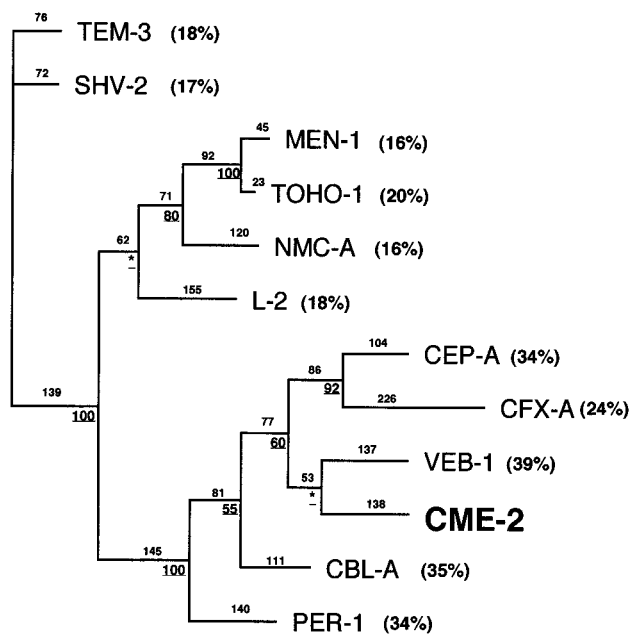 76
TEM-3 (18%)
72
SHV-2 (17%)
45
MEN-1 (16%)
92
100
23
TOHO-1 (20%)
71
80
120
NMC-A (16%)
62
*
155
L-2 (18%)
104
CEP-A (34%)
86
92
226
CFX-A (24%)
139
100
77
60
137
VEB-1 (39%)
53
*
138
CME-2
81
55
111
CBL-A (35%)
145
100
140
PER-1 (34%)